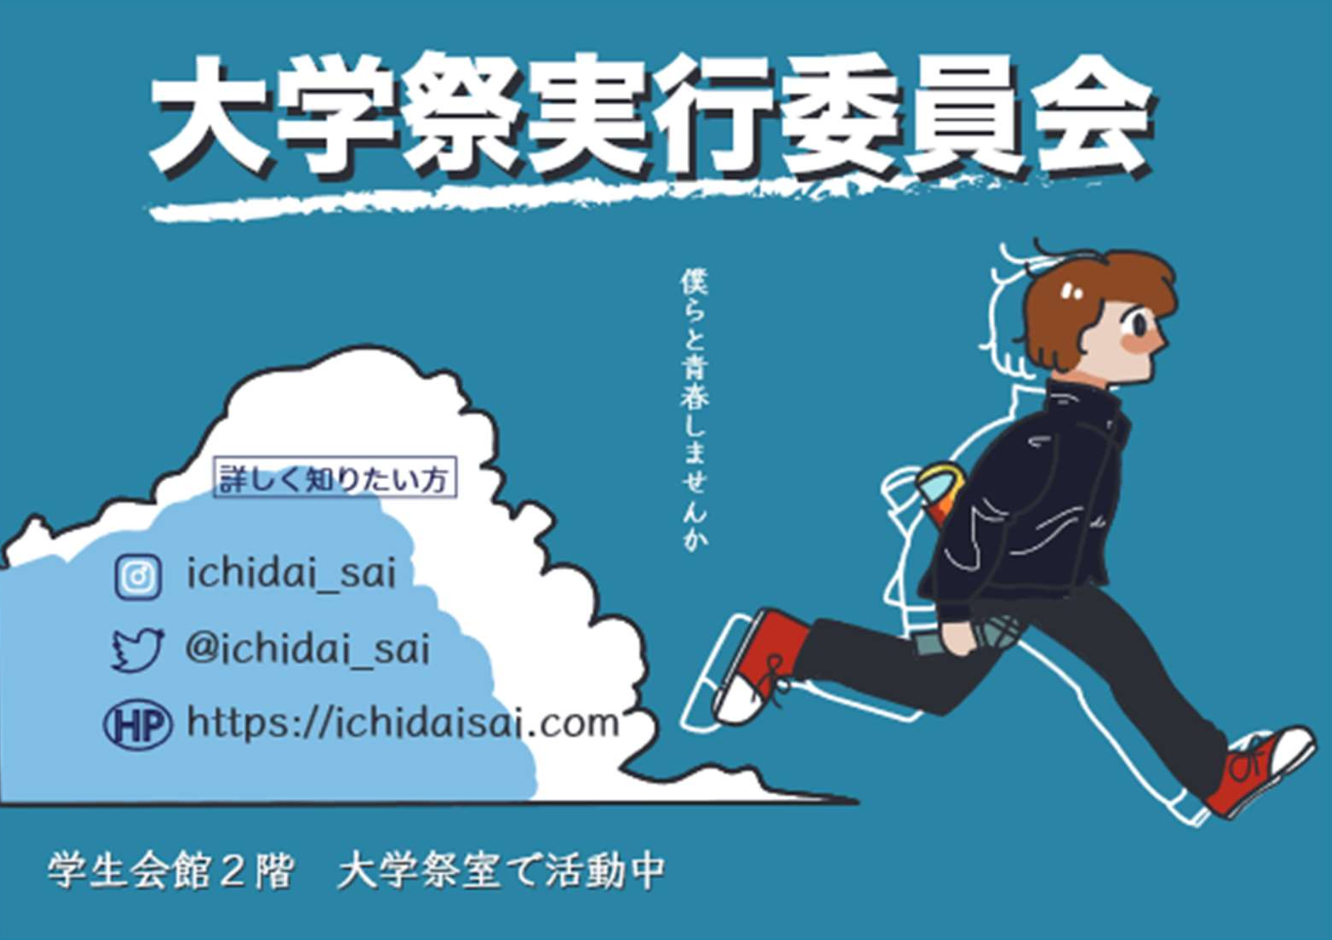 大学祭実行委員会
僕らと青春しませんか
詳しく知りたい方
ichidai_sai
@ichidai_sai
HP https://ichidaisai.com
学生会館２階　大学祭室で活動中